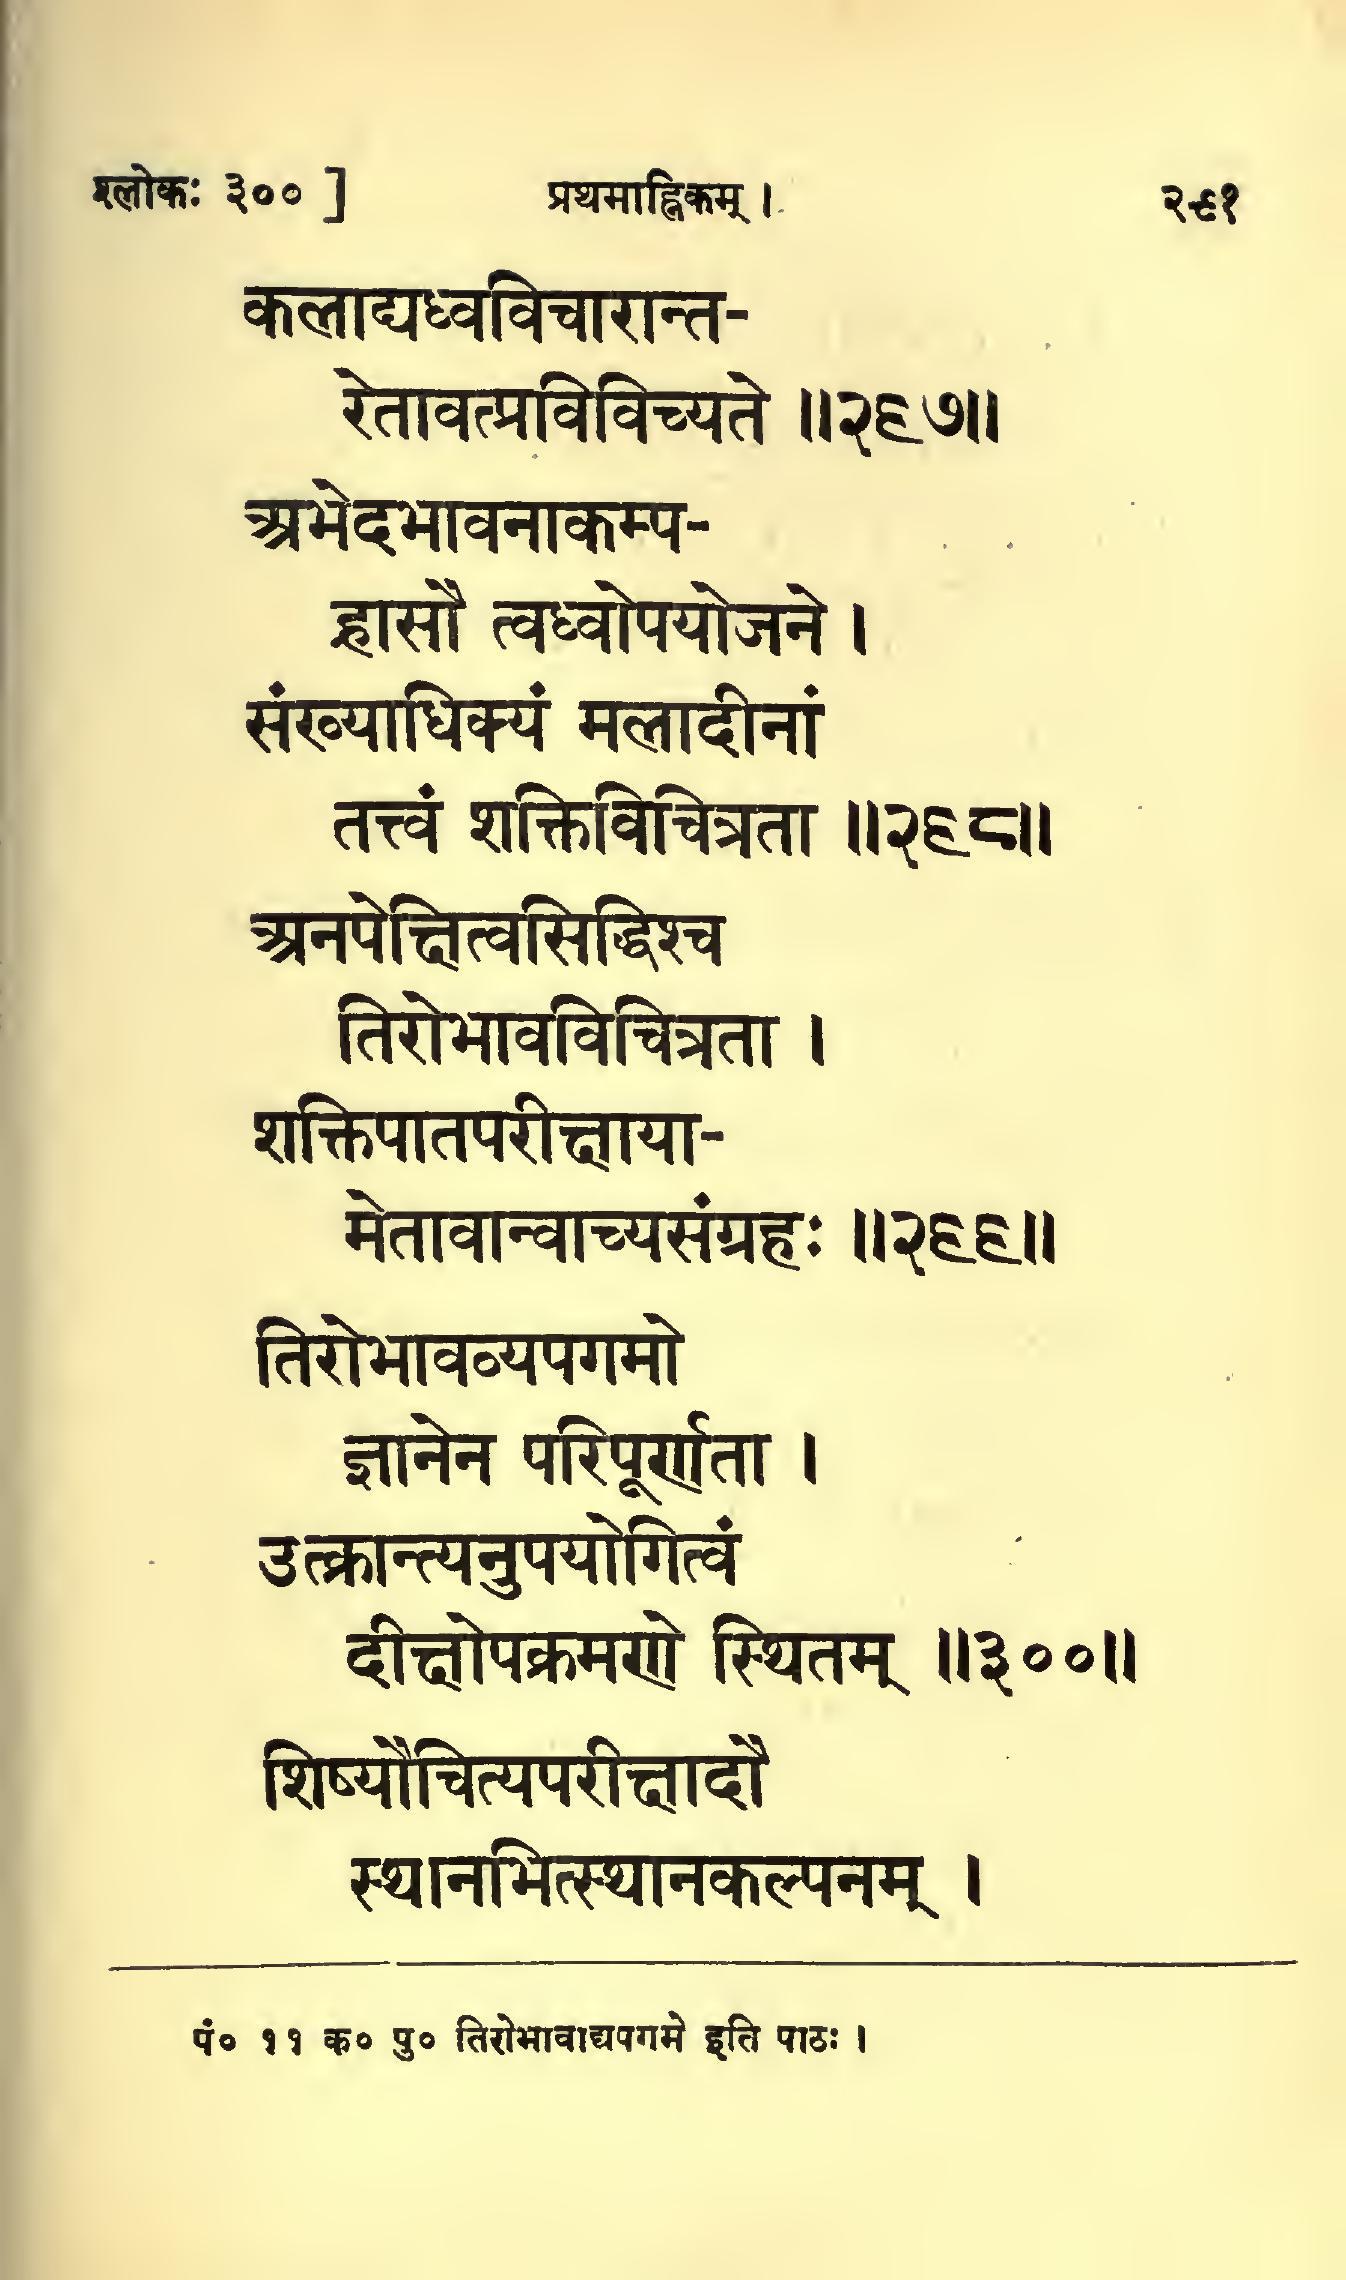 श्लोकः ३०० ] प्रथमाह्निकम् । २९१
कलाद्यध्वविचारान्त-
रेतावत्प्रविविच्यते ॥२९७॥
अभेदभावनाकम्प-
ह्रासौ त्वध्वोपयोजने ।
संख्याधिक्यं मलादीनां
तत्त्वं शक्तिविचित्रता ॥२९८॥
अनपेक्षित्वसिद्धिश्च
तिरोभावविचित्रता ।
शक्तिपातपरीक्षाया-
मेतावान्वाच्यसंग्रहः ॥२९९॥
तिरोभावव्यपगमो
ज्ञानेन परिपूर्णता ।
उत्क्रान्त्यनुपयोगित्वं
दीक्षोपक्रमणे स्थितम् ॥३००॥
शिष्यौचित्यपरीक्षादौ
स्थानभित्स्थानकल्पनम् ।
पं० ११ क० पु० तिरोभावाद्यपगमे इति पाठः ।